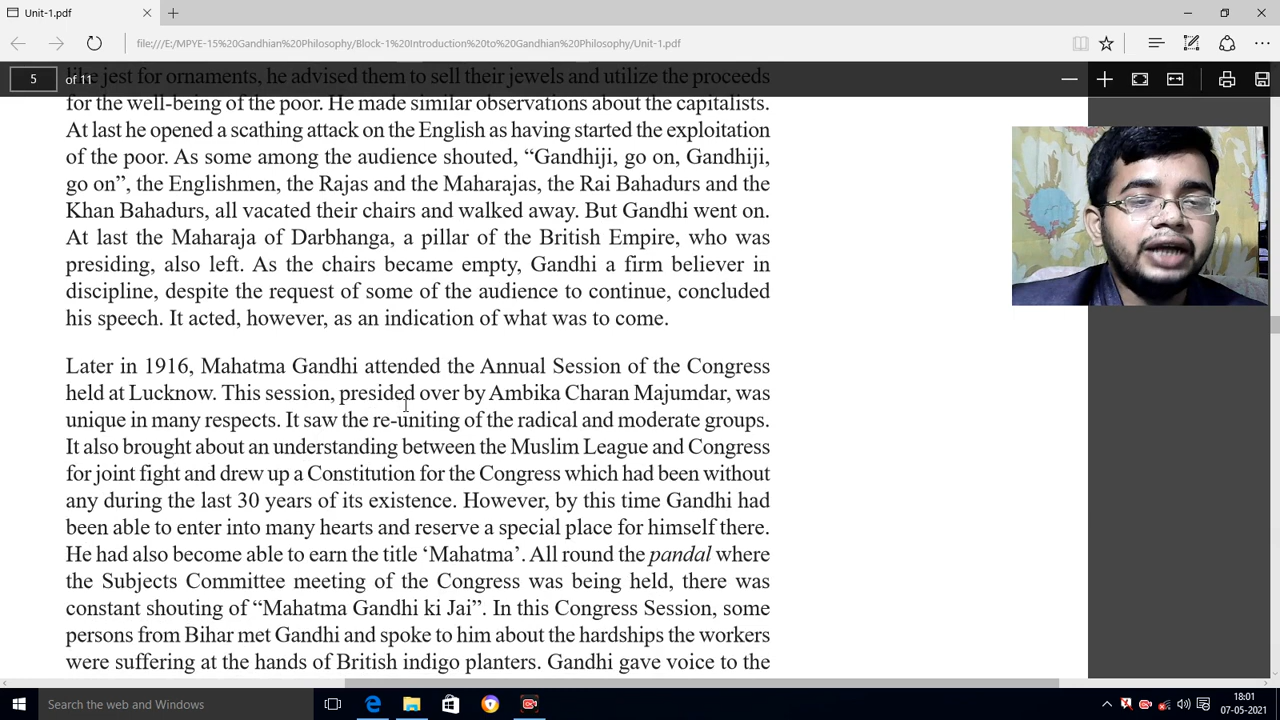 Unit-1.pdf
file:///E:/MPYE-15%20Gandhian%20Philosophy/Block-1%20Introduction%20to%20Gandhian%20Philosophy/Unit-1.pdf
5 of 11
like jest for ornaments, he advised them to sell their jewels and utilize the proceeds
for the well-being of the poor. He made similar observations about the capitalists.
At last he opened a scathing attack on the English as having started the exploitation
of the poor. As some among the audience shouted, “Gandhiji, go on, Gandhiji,
go on”, the Englishmen, the Rajas and the Maharajas, the Rai Bahadurs and the
Khan Bahadurs, all vacated their chairs and walked away. But Gandhi went on.
At last the Maharaja of Darbhanga, a pillar of the British Empire, who was
presiding, also left. As the chairs became empty, Gandhi a firm believer in
discipline, despite the request of some of the audience to continue, concluded
his speech. It acted, however, as an indication of what was to come.
Later in 1916, Mahatma Gandhi attended the Annual Session of the Congress
held at Lucknow. This session, presided over by Ambika Charan Majumdar, was
unique in many respects. It saw the re-uniting of the radical and moderate groups.
It also brought about an understanding between the Muslim League and Congress
for joint fight and drew up a Constitution for the Congress which had been without
any during the last 30 years of its existence. However, by this time Gandhi had
been able to enter into many hearts and reserve a special place for himself there.
He had also become able to earn the title ‘Mahatma’. All round the pandal where
the Subjects Committee meeting of the Congress was being held, there was
constant shouting of “Mahatma Gandhi ki Jai”. In this Congress Session, some
persons from Bihar met Gandhi and spoke to him about the hardships the workers
were suffering at the hands of British indigo planters. Gandhi gave voice to the
Search the web and Windows
18:01
07-05-2021